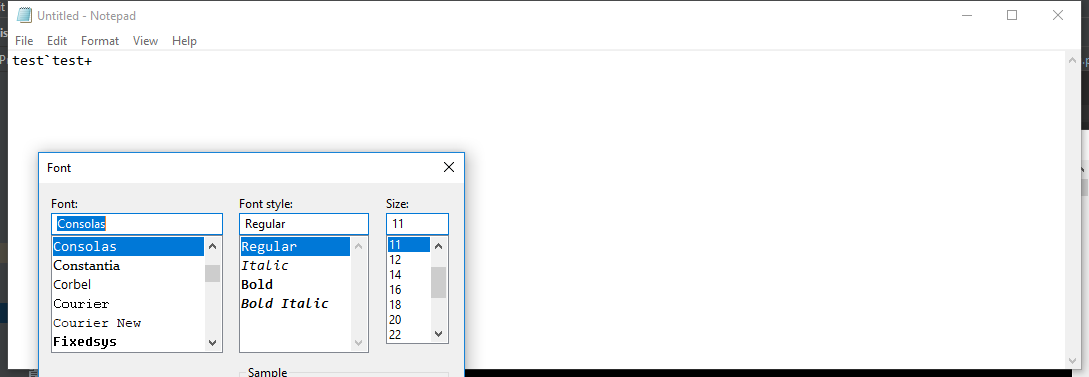 Untitled - Notepad
File Edit Format View Help
test`test+
Font
Font: Font style: Size:
Consolas Regular 11
Consolas Regular 11
Constantia Italic 12
Corbel Bold 14
Courier Bold Italic 16
Courier New 18
Fixedsys 20
22
Sample